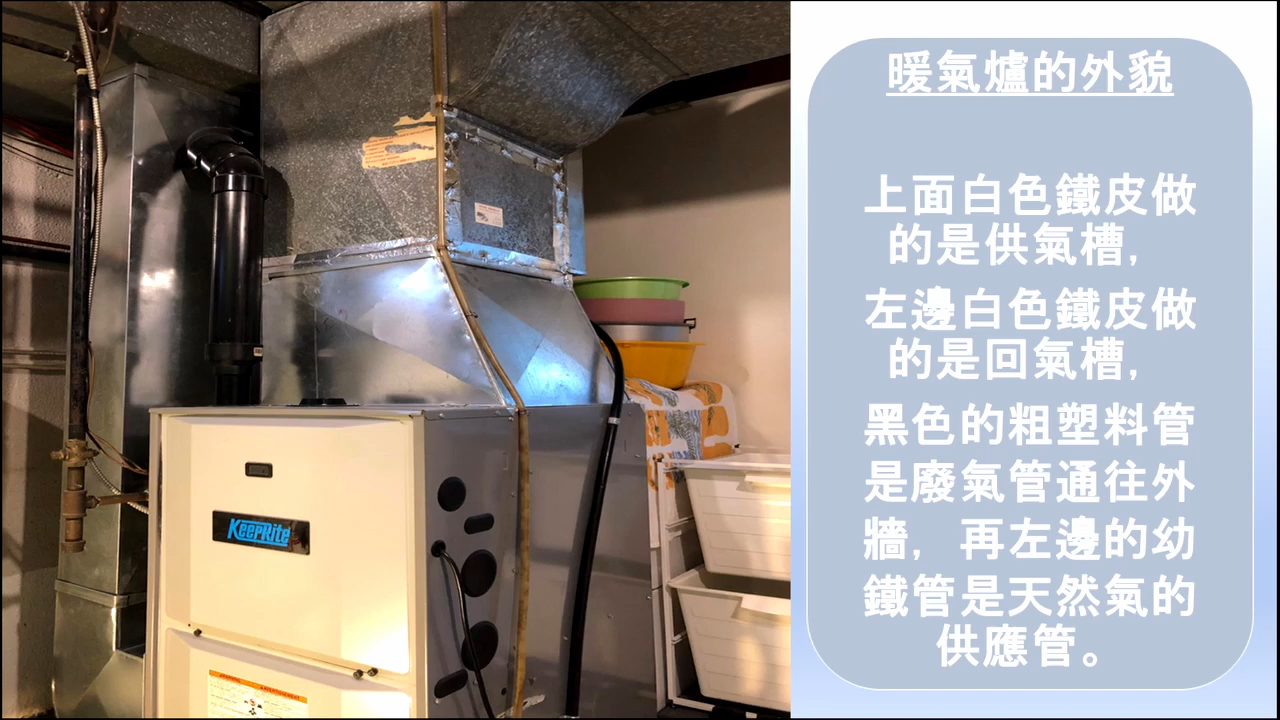 暖氣爐的外貌
上面白色鐵皮做
的是供氣槽,
左邊白色鐵皮做
的是回氣槽,
黑色的粗塑料管
是廢氣管通往外
牆, 再左邊的幼
鐵管是天然氣的
供應管。
KeepRite